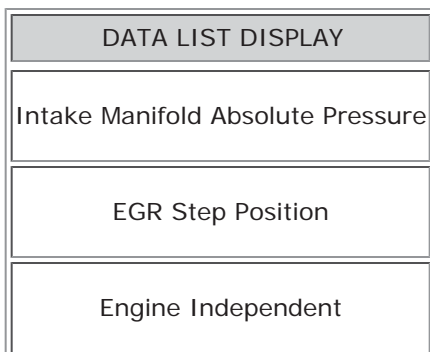 DATA LIST DISPLAY
Intake Manifold Absolute Pressure
EGR Step Position
Engine Independent